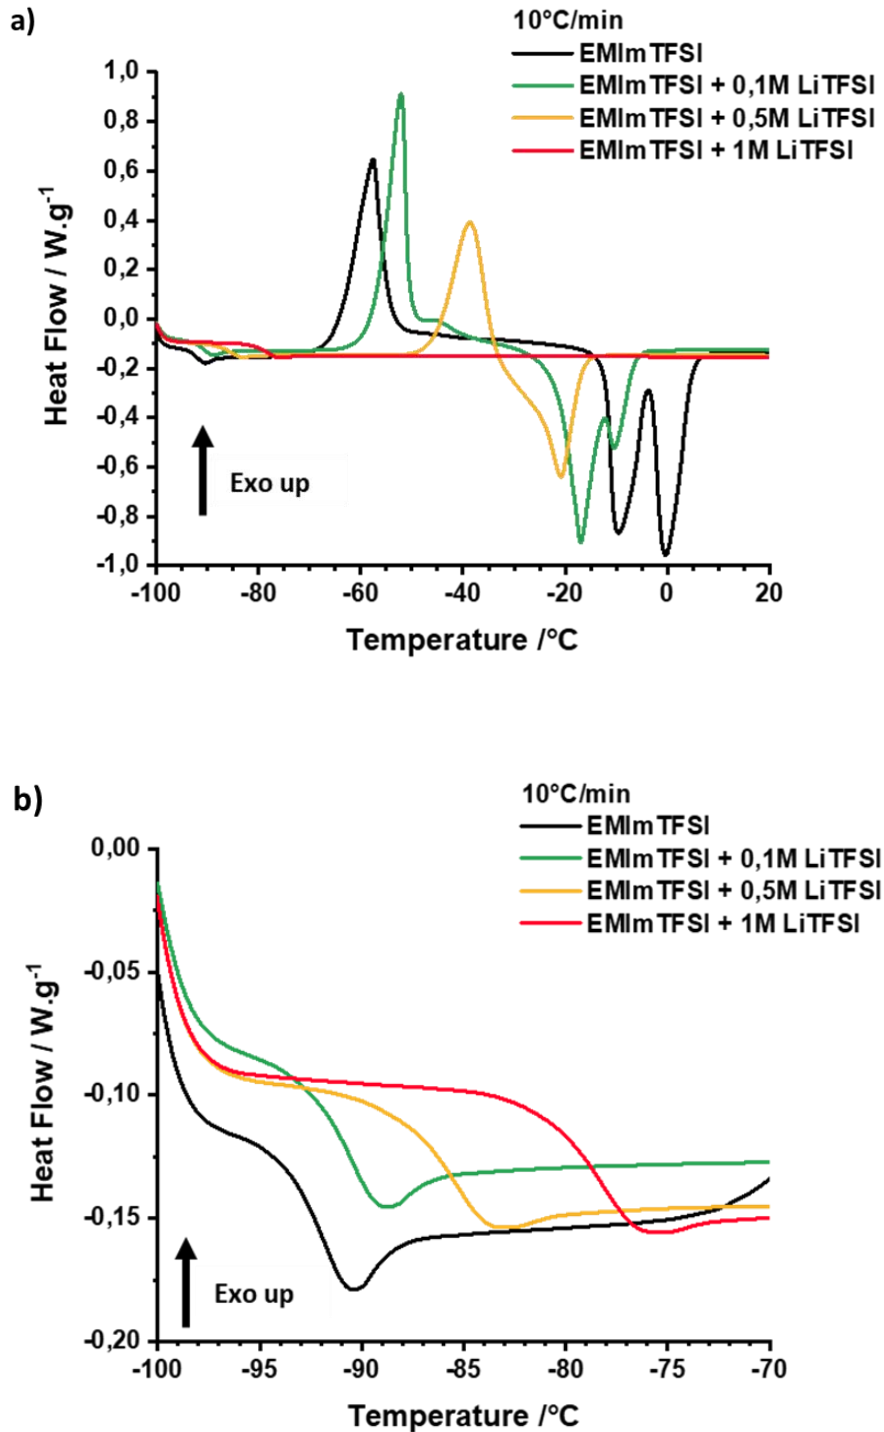 a)
10°C/min
EMImTFSI
EMImTFSI + 0,1M LiTFSI
EMImTFSI + 0,5M LiTFSI
EMImTFSI + 1M LiTFSI
1,0
0,8
0,6
0,4
0,2
0,0
-0,2
-0,4
-0,6
-0,8
-1,0
Heat Flow / W.g⁻¹
Exo up
-100 -80 -60 -40 -20 0 20
Temperature /°C
b)
10°C/min
EMImTFSI
EMImTFSI + 0,1M LiTFSI
EMImTFSI + 0,5M LiTFSI
EMImTFSI + 1M LiTFSI
0,00
-0,05
-0,10
-0,15
-0,20
Heat Flow / W.g⁻¹
Exo up
-100 -95 -90 -85 -80 -75 -70
Temperature /°C